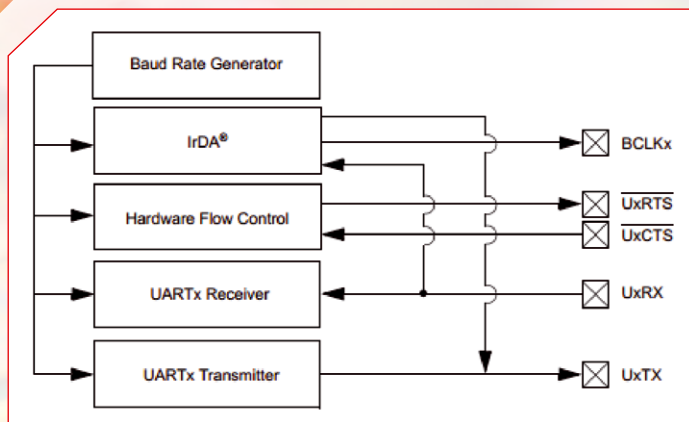 Baud Rate Generator
IrDA®
BCLKx
UxRTS
Hardware Flow Control
UxCTS
UARTx Receiver
UxRX
UARTx Transmitter
UxTX